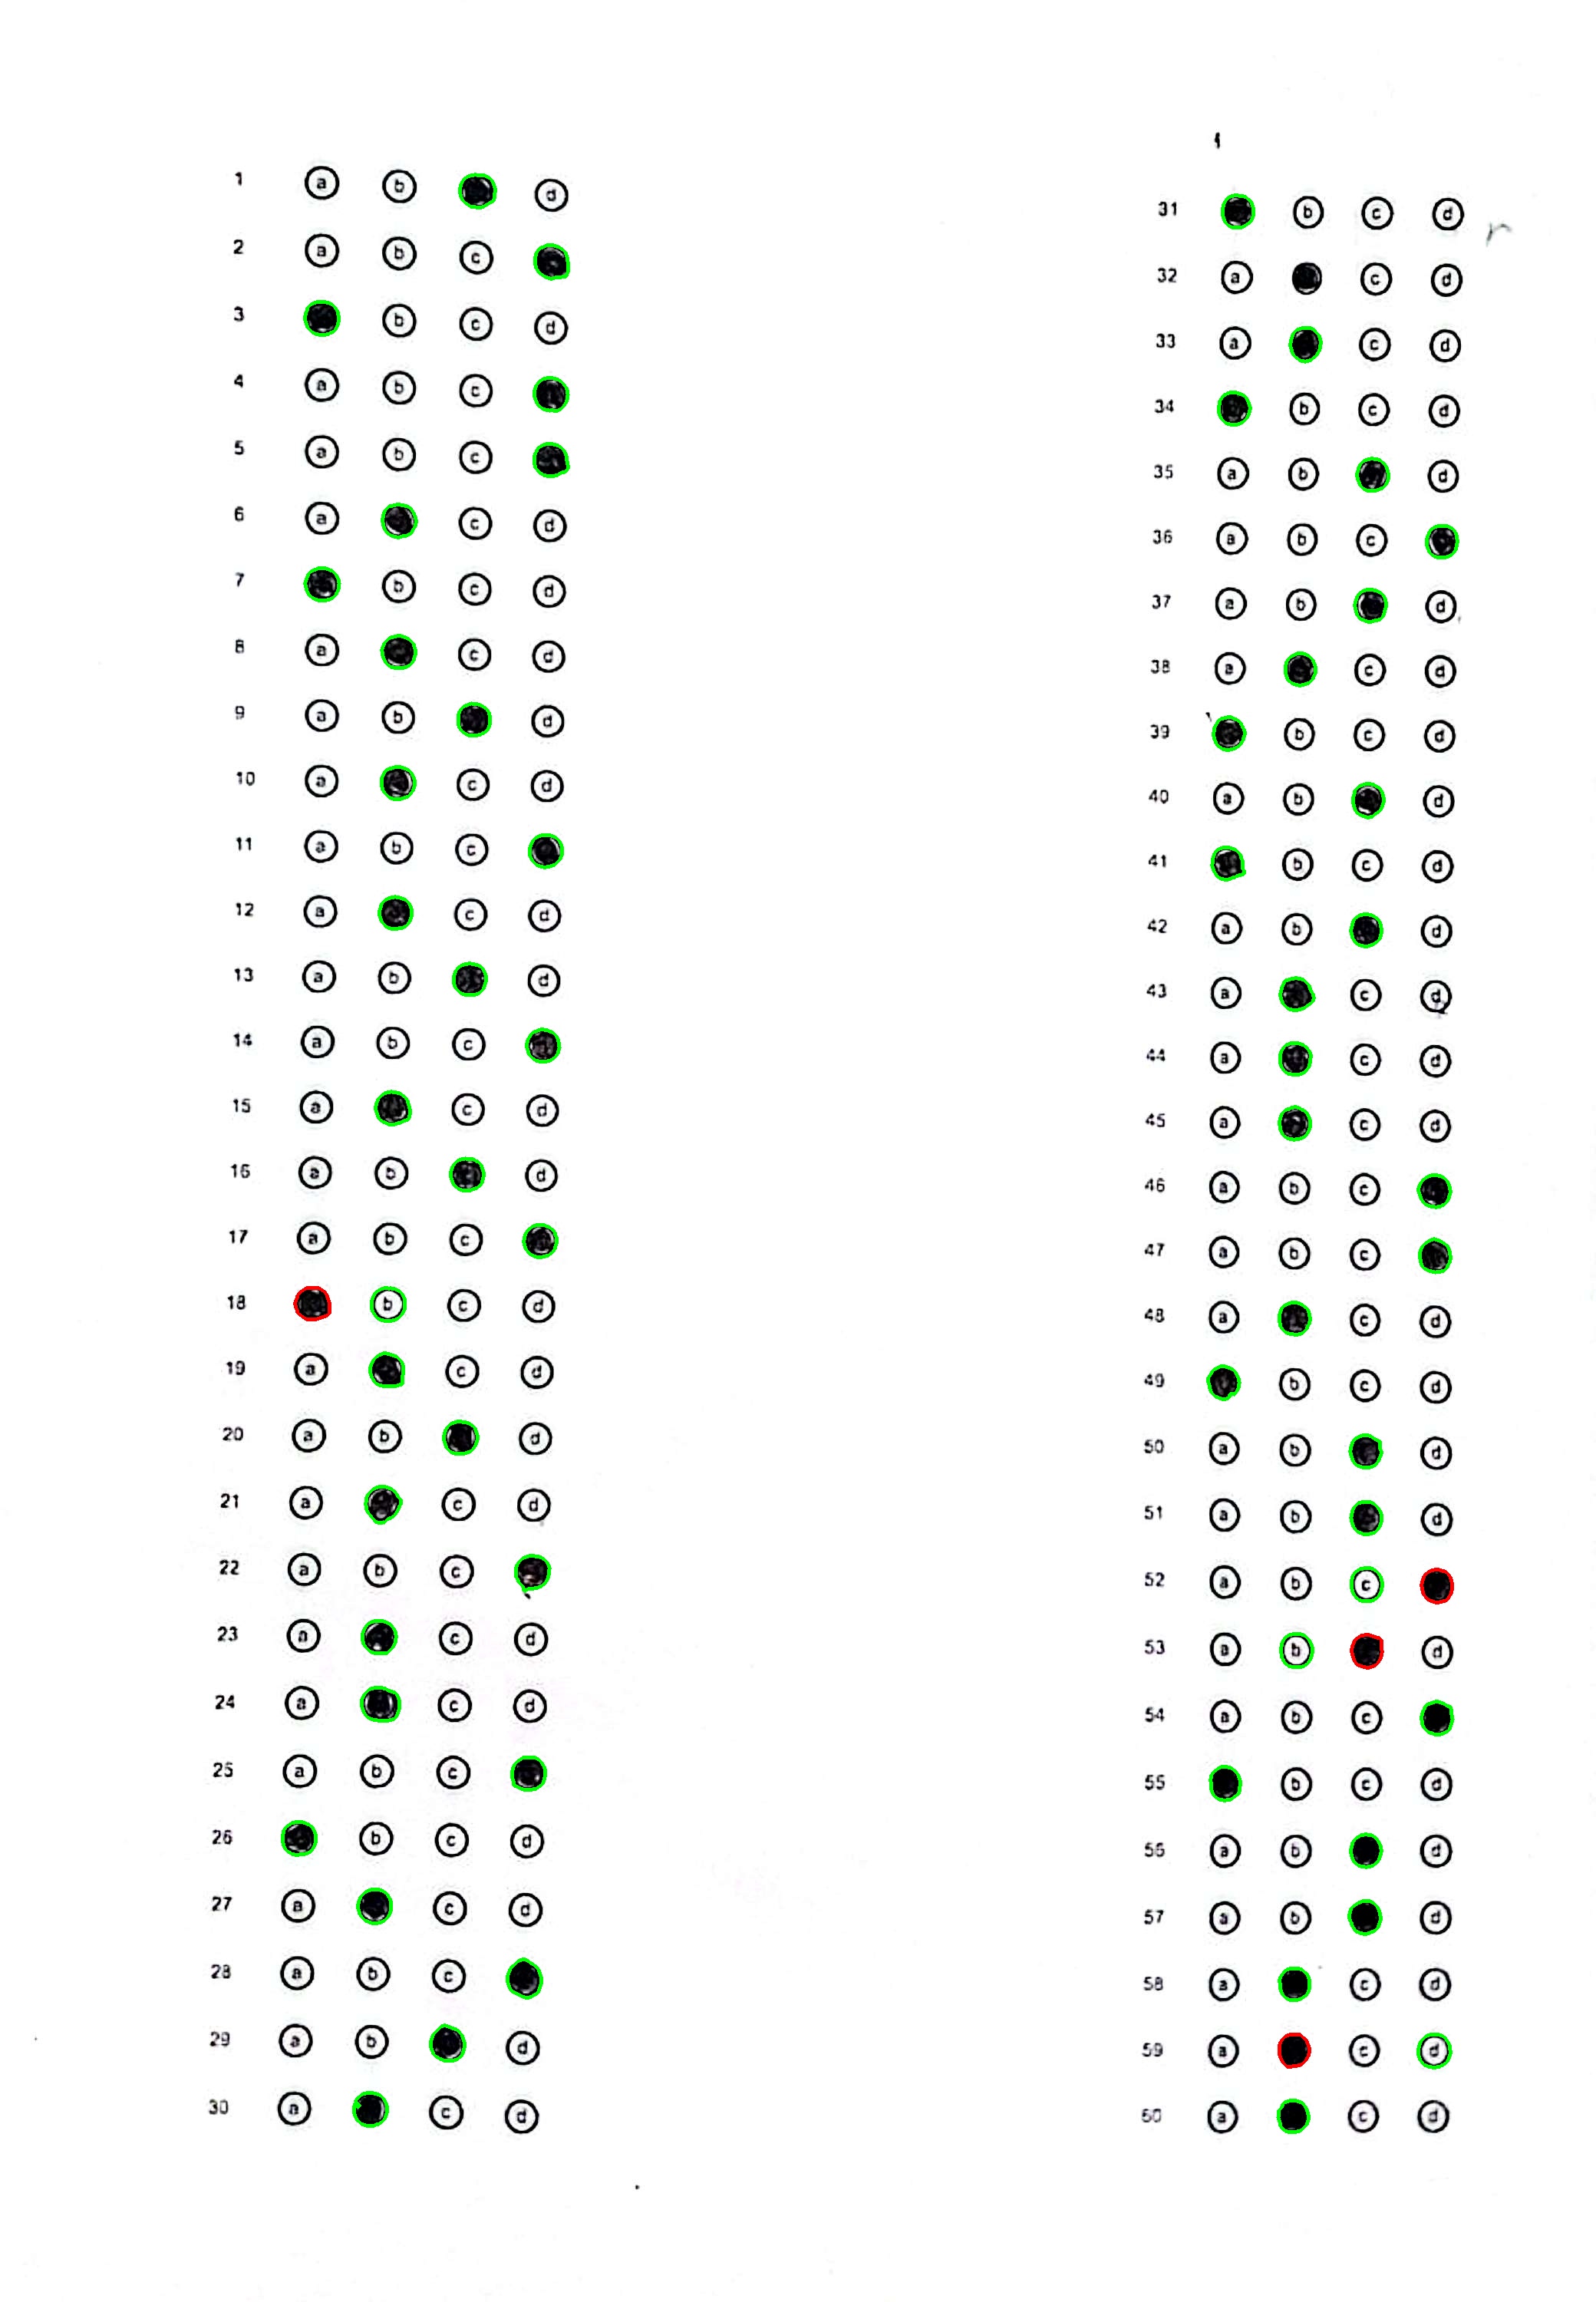 1 a b d
2 a b c
3 b c d
4 a b c
5 a b c
6 a c d
7 b c d
8 a c d
9 a b d
10 a c d
11 a b c
12 a c d
13 a b d
14 a b c
15 a c d
16 a b d
17 a b c
18 b c d
19 a c d
20 a b d
21 a c d
22 a b c
23 a c d
24 a c d
25 a b c
26 b c d
27 a c d
28 a b c
29 a b d
30 a c d
31 b c d
32 a c d
33 a c d
34 b c d
35 a b d
36 a b c
37 a b d
38 a c d
39 b c d
40 a b d
41 b c d
42 a b d
43 a c d
44 a c d
45 a c d
46 a b c
47 a b c
48 a c d
49 b c d
50 a b d
51 a b d
52 a b c
53 a b d
54 a b c
55 b c d
56 a b d
57 a b d
58 a c d
59 a c d
60 a c d